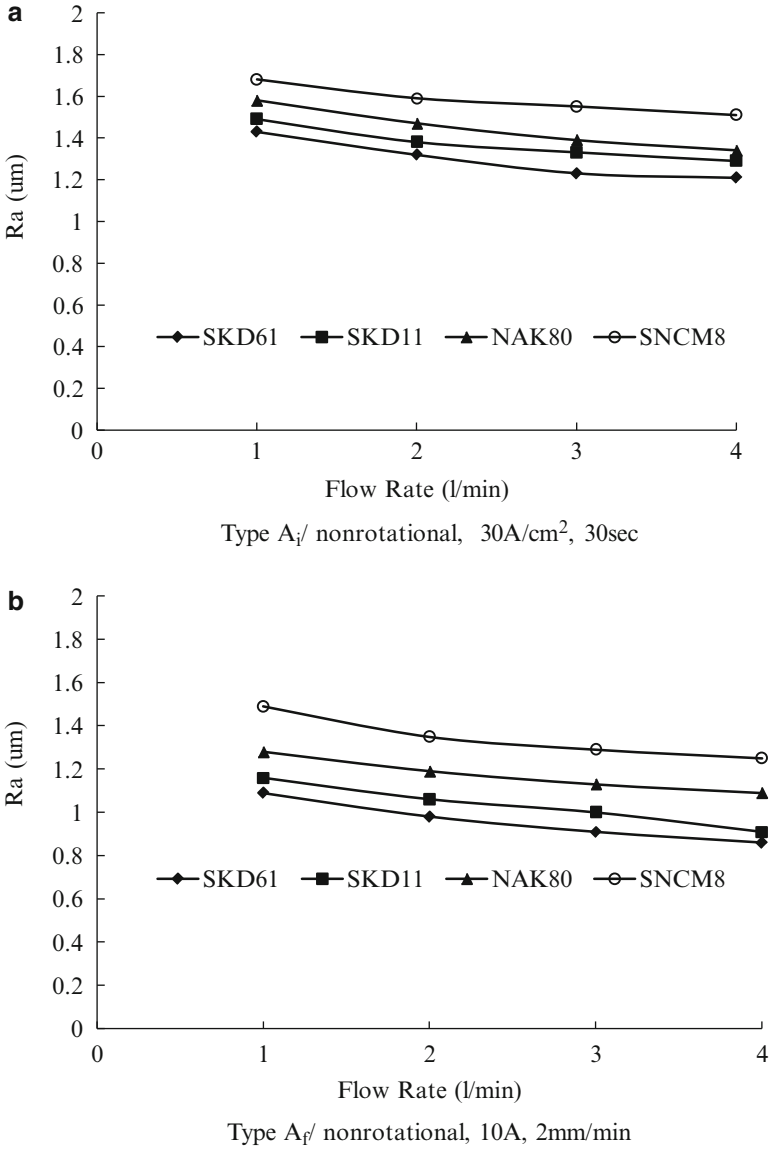 a
2
1.8
1.6
1.4
1.2
1
0.8
0.6
0.4
0.2
0
Ra (um)
SKD61 SKD11 NAK80 SNCM8
0 1 2 3 4
Flow Rate (l/min)
Type Ai/ nonrotational, 30A/cm², 30sec
b
2
1.8
1.6
1.4
1.2
1
0.8
0.6
0.4
0.2
0
Ra (um)
SKD61 SKD11 NAK80 SNCM8
0 1 2 3 4
Flow Rate (l/min)
Type Af/ nonrotational, 10A, 2mm/min